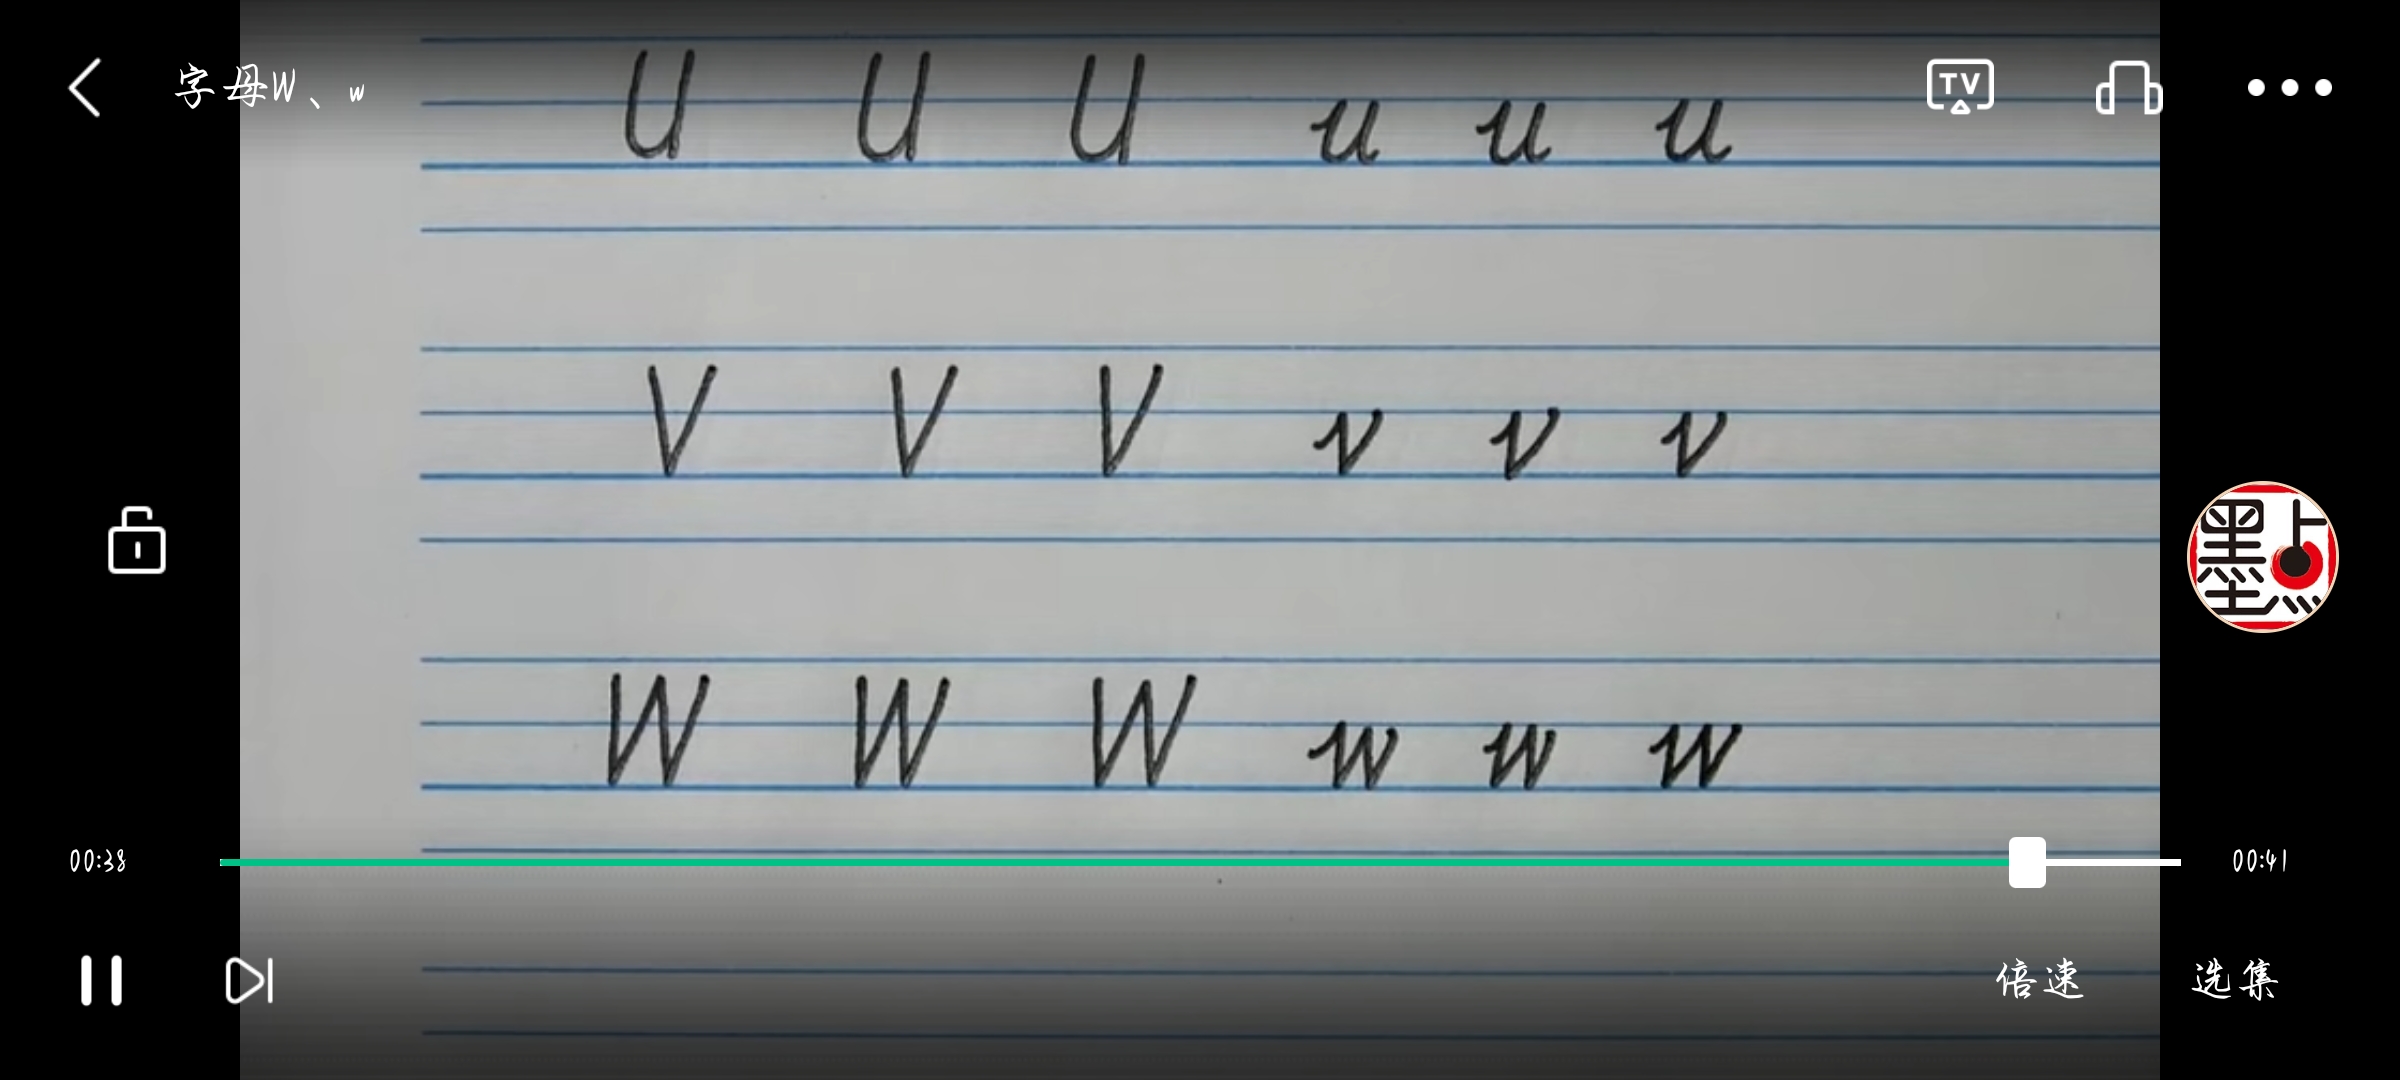 字母W、w
TV
U U U u u u
V V V v v v
墨点
W W W w w w
00:38
00:41
倍速
选集